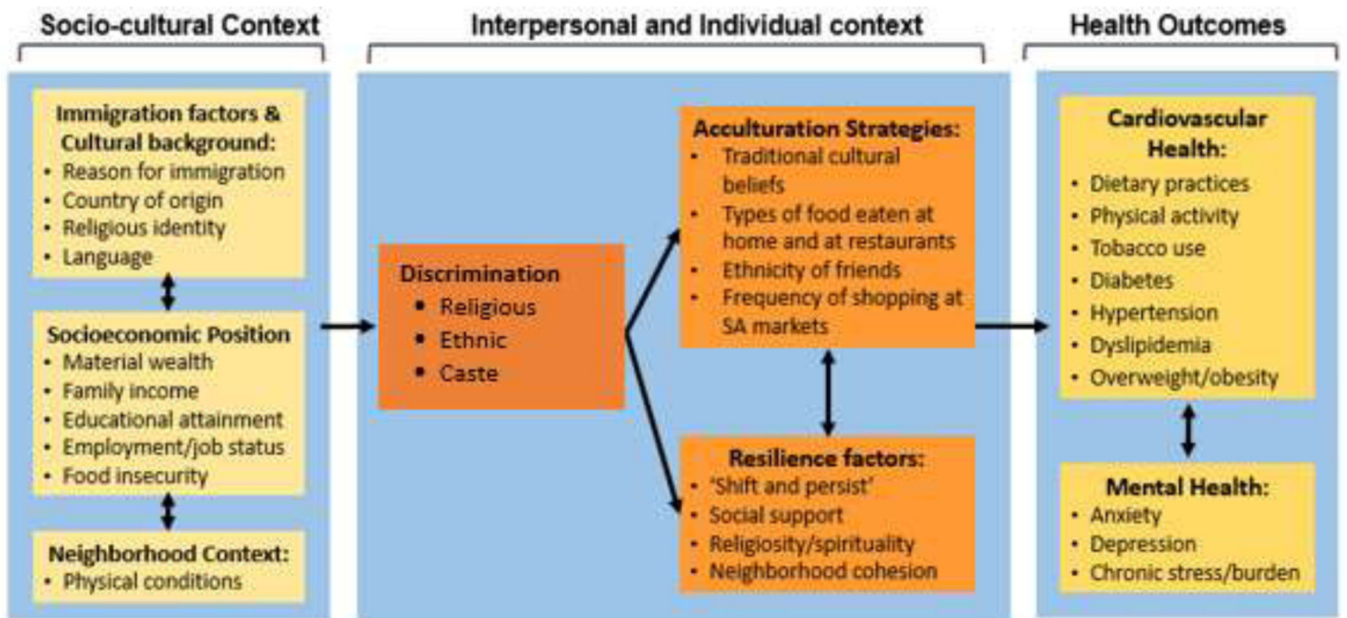 Socio-cultural Context
Interpersonal and Individual context
Health Outcomes
Immigration factors &
Cultural background:
• Reason for immigration
• Country of origin
• Religious identity
• Language
Socioeconomic Position
• Material wealth
• Family income
• Educational attainment
• Employment/job status
• Food insecurity
Neighborhood Context:
• Physical conditions
Discrimination
• Religious
• Ethnic
• Caste
Acculturation Strategies:
• Traditional cultural
beliefs
• Types of food eaten at
home and at restaurants
• Ethnicity of friends
• Frequency of shopping at
SA markets
Resilience factors:
• 'Shift and persist'
• Social support
• Religiosity/spirituality
• Neighborhood cohesion
Cardiovascular
Health:
• Dietary practices
• Physical activity
• Tobacco use
• Diabetes
• Hypertension
• Dyslipidemia
• Overweight/obesity
Mental Health:
• Anxiety
• Depression
• Chronic stress/burden